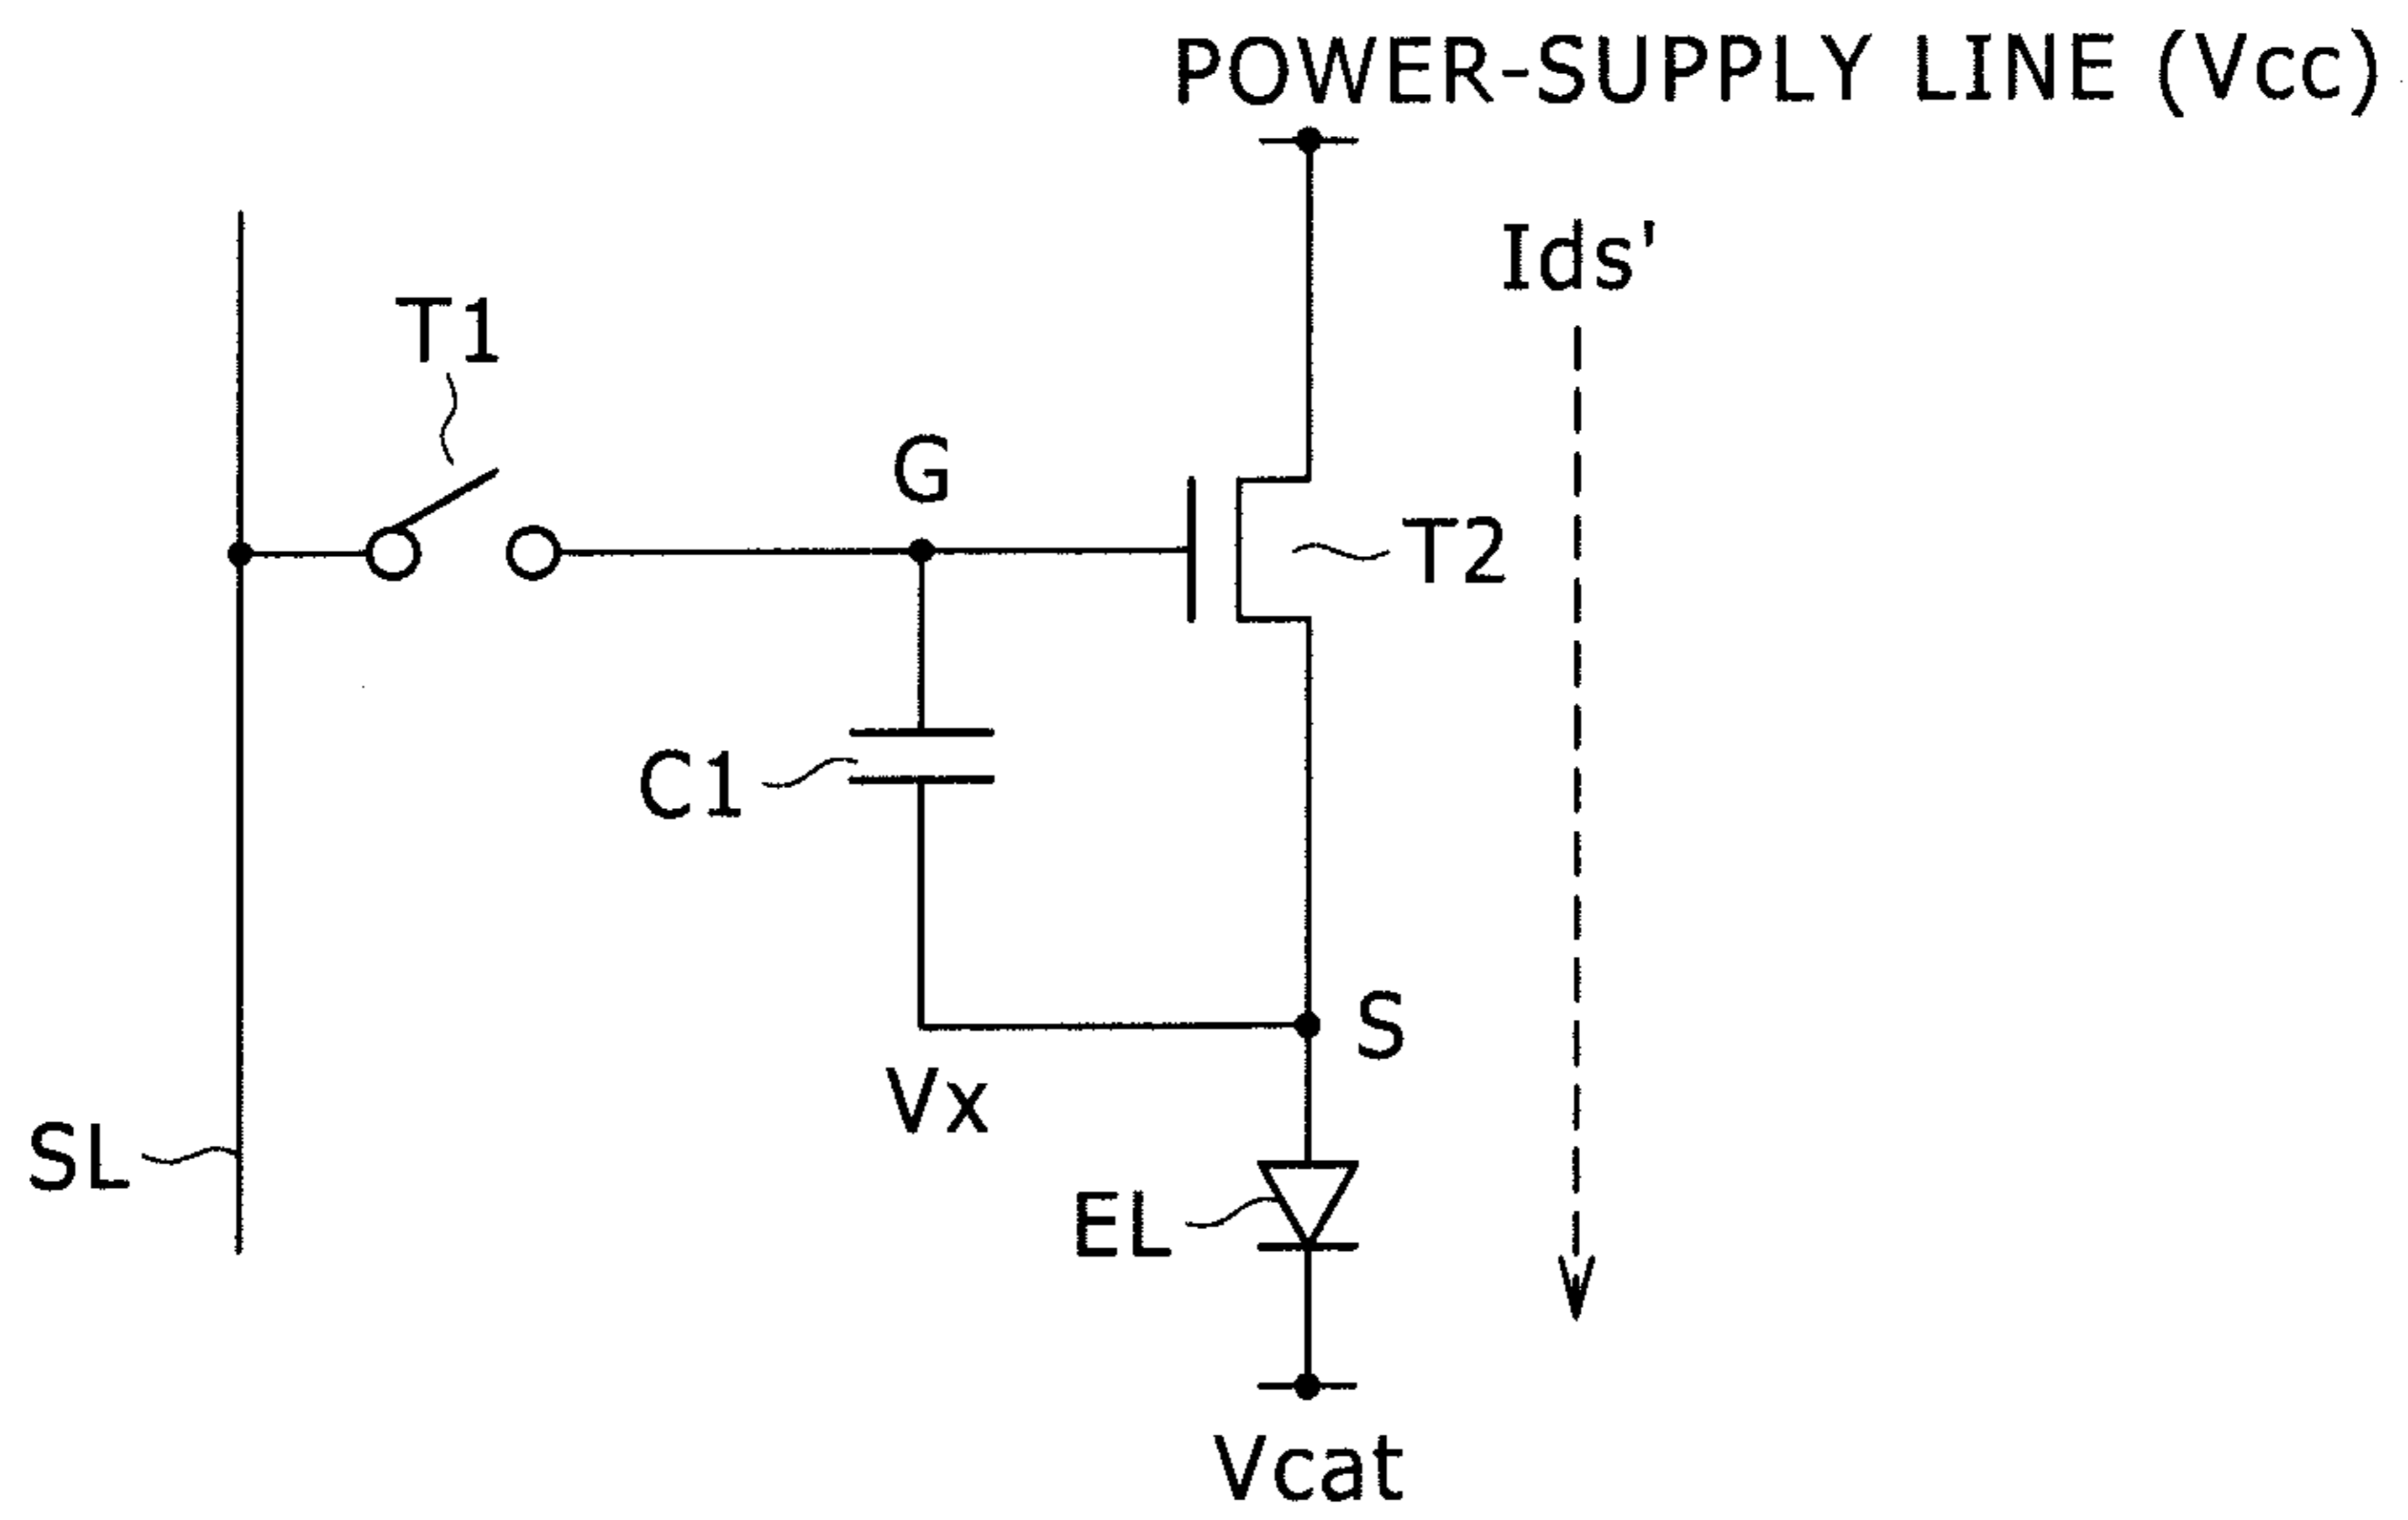 POWER-SUPPLY LINE (Vcc)
Ids'
T1
G
T2
C1
S
Vx
SL
EL
Vcat